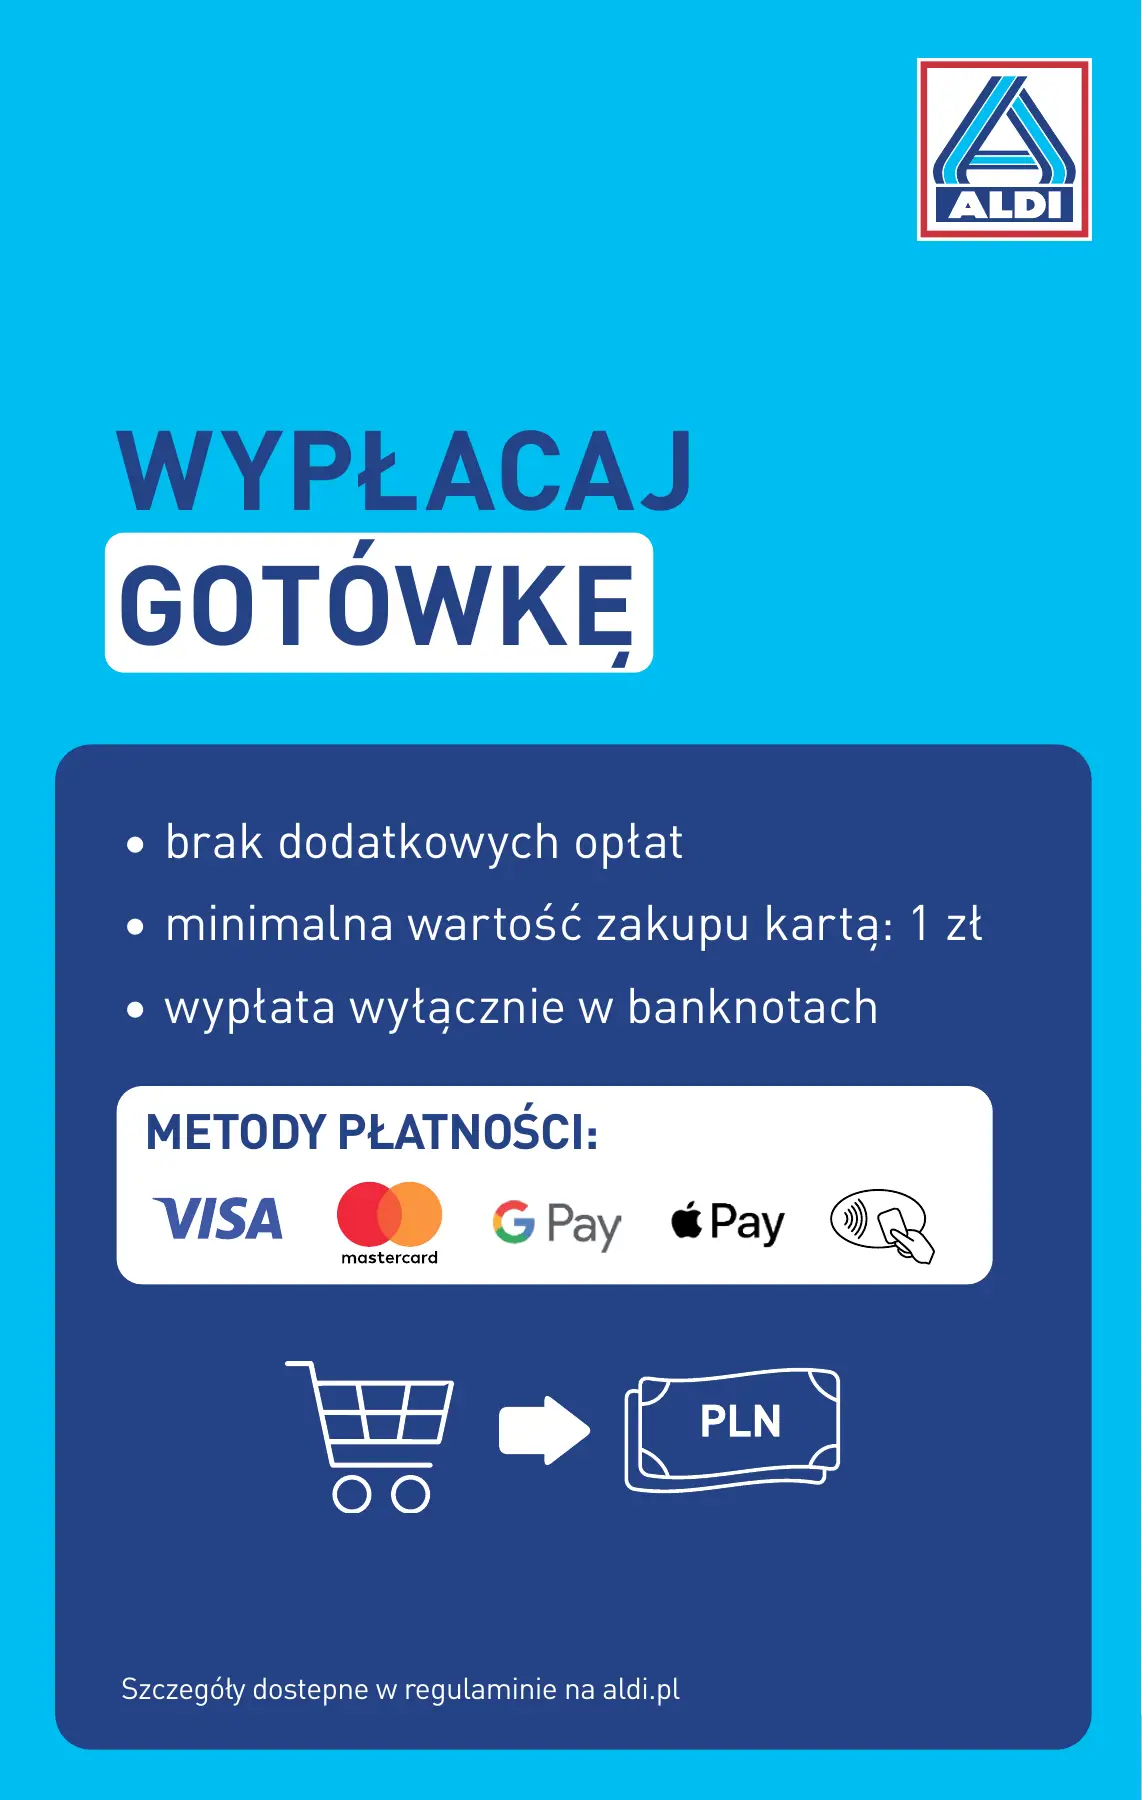 ALDI
WYPŁACAJ
GOTÓWKĘ
• brak dodatkowych opłat
• minimalna wartość zakupu kartą: 1 zł
• wypłata wyłącznie w banknotach
METODY PŁATNOŚCI:
VISA mastercard G Pay Pay
PLN
Szczegóły dostepne w regulaminie na aldi.pl